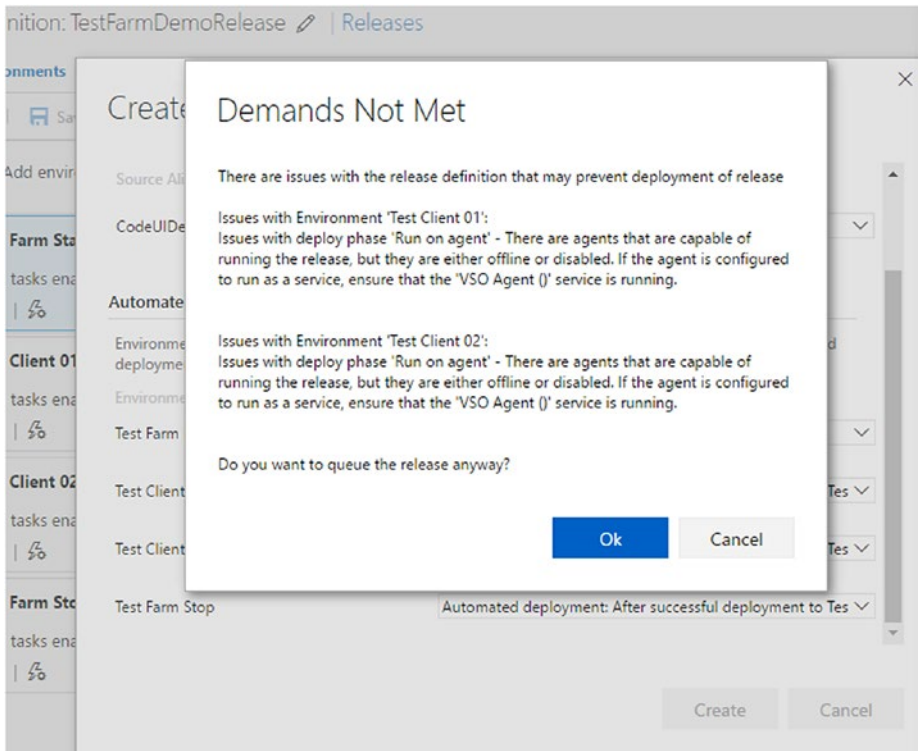 nition: TestFarmDemoRelease | Releases
onments
Sa
Create
Demands Not Met
Add envir
Source Ali
There are issues with the release definition that may prevent deployment of release
CodeUIDe
Issues with Environment 'Test Client 01':
Issues with deploy phase 'Run on agent' - There are agents that are capable of
running the release, but they are either offline or disabled. If the agent is configured
to run as a service, ensure that the 'VSO Agent ()' service is running.
Farm Sta
tasks ena
Automate
Environme
d
deployme
Environme
Issues with Environment 'Test Client 02':
Issues with deploy phase 'Run on agent' - There are agents that are capable of
running the release, but they are either offline or disabled. If the agent is configured
to run as a service, ensure that the 'VSO Agent ()' service is running.
Client 01
tasks ena
Test Farm
Do you want to queue the release anyway?
Client 02
tasks ena
Test Client
Tes
Ok
Cancel
Test Client
Tes
Farm Sto
tasks ena
Test Farm Stop
Automated deployment: After successful deployment to Tes
Create
Cancel